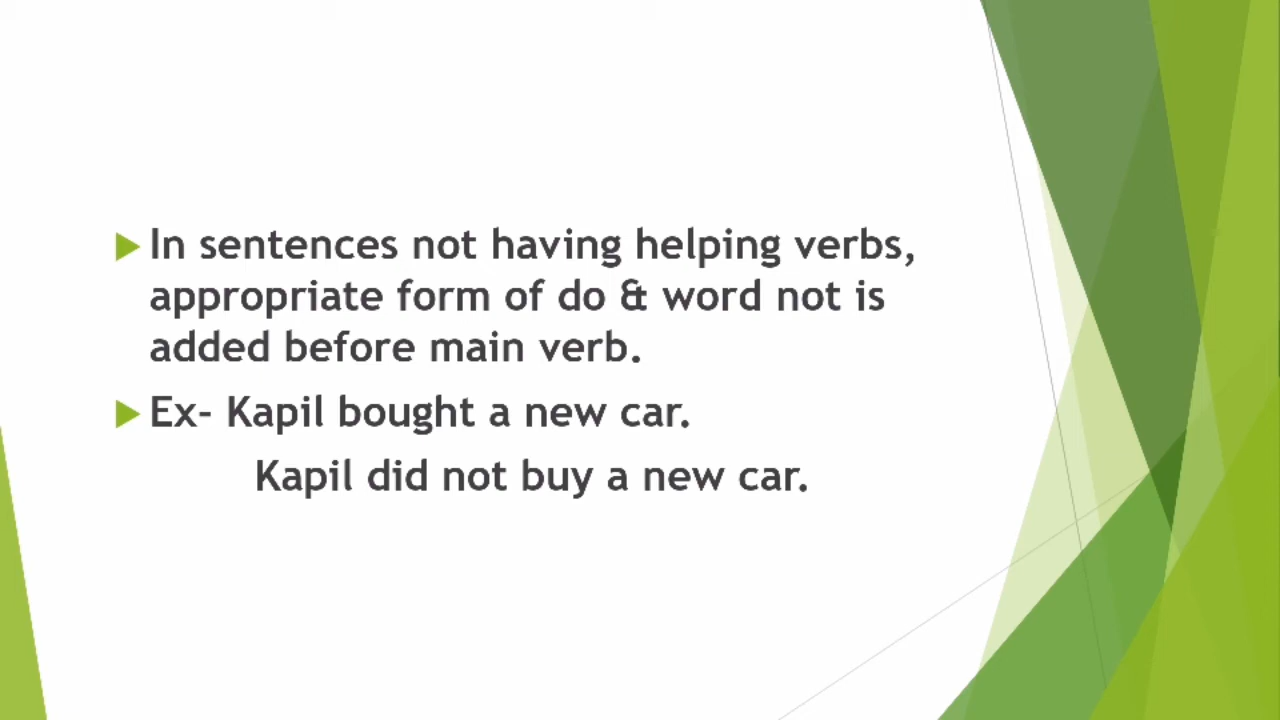 In sentences not having helping verbs,
appropriate form of do & word not is
added before main verb.
Ex- Kapil bought a new car.
Kapil did not buy a new car.